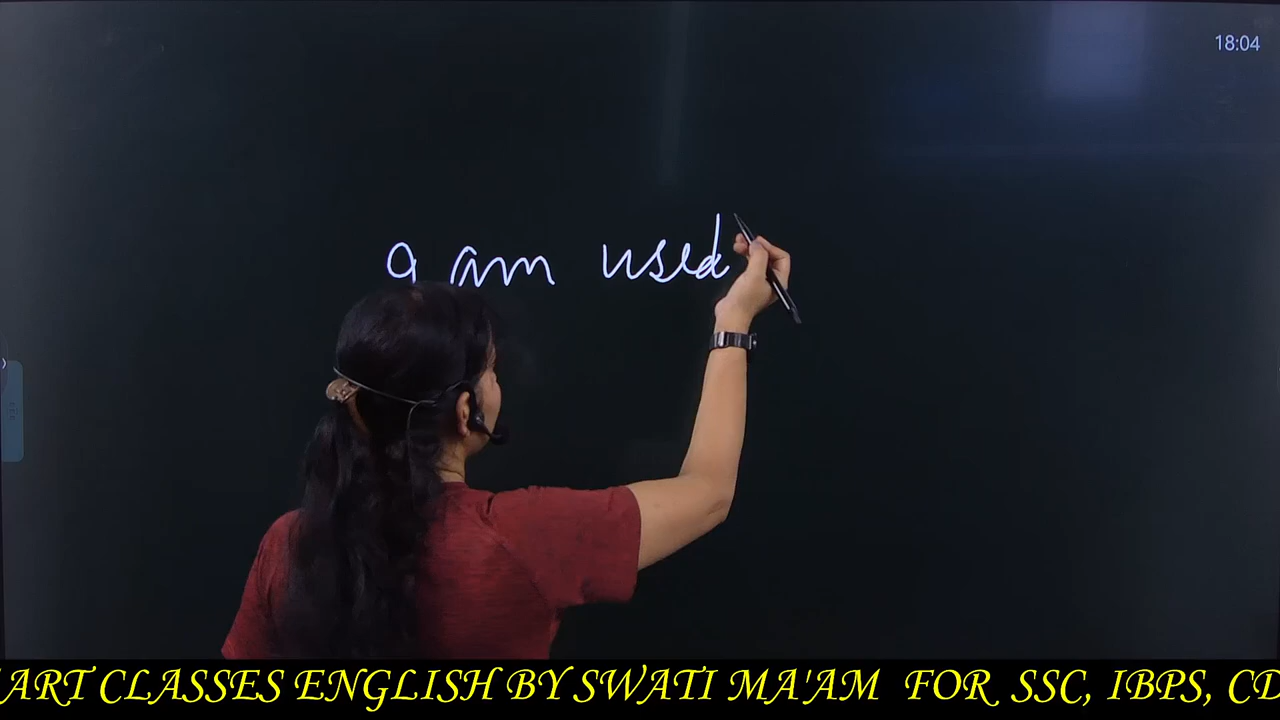 18:04
I am used
ART CLASSES ENGLISH BY SWATI MA'AM FOR SSC, IBPS, CD